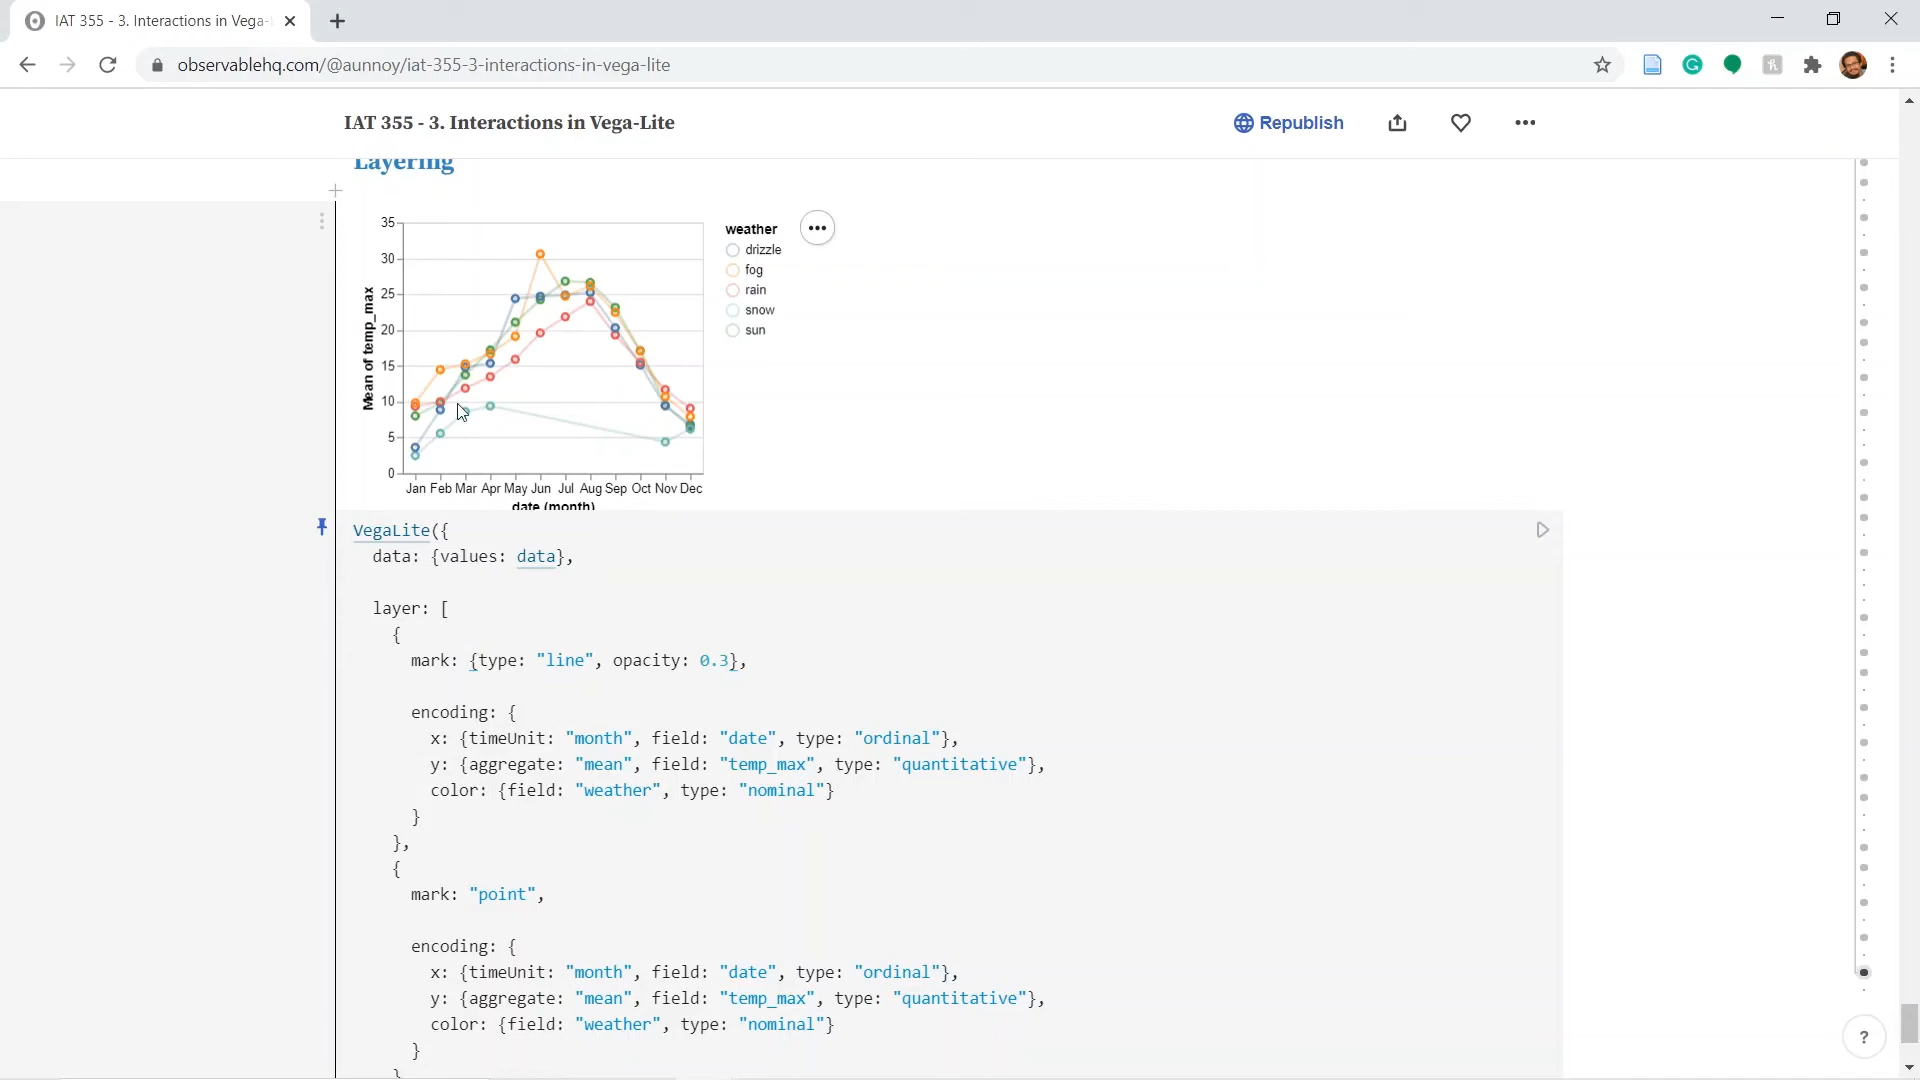 IAT 355 - 3. Interactions in Vega-
observablehq.com/@aunnoy/iat-355-3-interactions-in-vega-lite
IAT 355 - 3. Interactions in Vega-Lite
Republish
Layering
35
30
25
20
15
10
5
0
Mean of temp_max
Jan Feb Mar Apr May Jun Jul Aug Sep Oct Nov Dec
date (month)
weather
drizzle
fog
rain
snow
sun
VegaLite({
data: {values: data},
layer: [
{
mark: {type: "line", opacity: 0.3},
encoding: {
x: {timeUnit: "month", field: "date", type: "ordinal"},
y: {aggregate: "mean", field: "temp_max", type: "quantitative"},
color: {field: "weather", type: "nominal"}
}
},
{
mark: "point",
encoding: {
x: {timeUnit: "month", field: "date", type: "ordinal"},
y: {aggregate: "mean", field: "temp_max", type: "quantitative"},
color: {field: "weather", type: "nominal"}
}
}
?